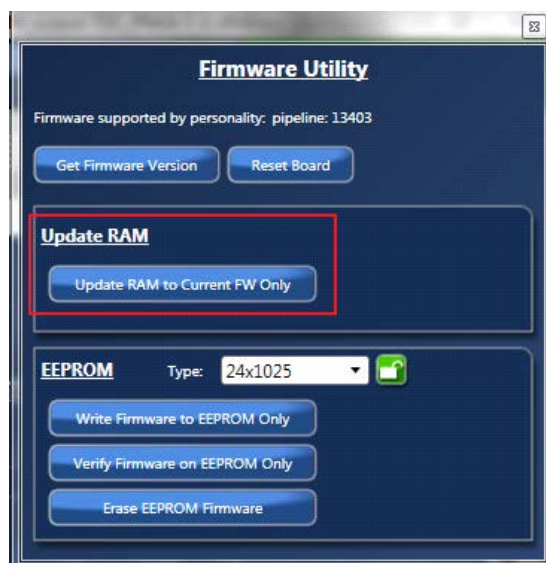 Firmware Utility
Firmware supported by personality: pipeline: 13403
Get Firmware Version Reset Board
Update RAM
Update RAM to Current FW Only
EEPROM Type: 24x1025
Write Firmware to EEPROM Only
Verify Firmware on EEPROM Only
Erase EEPROM Firmware